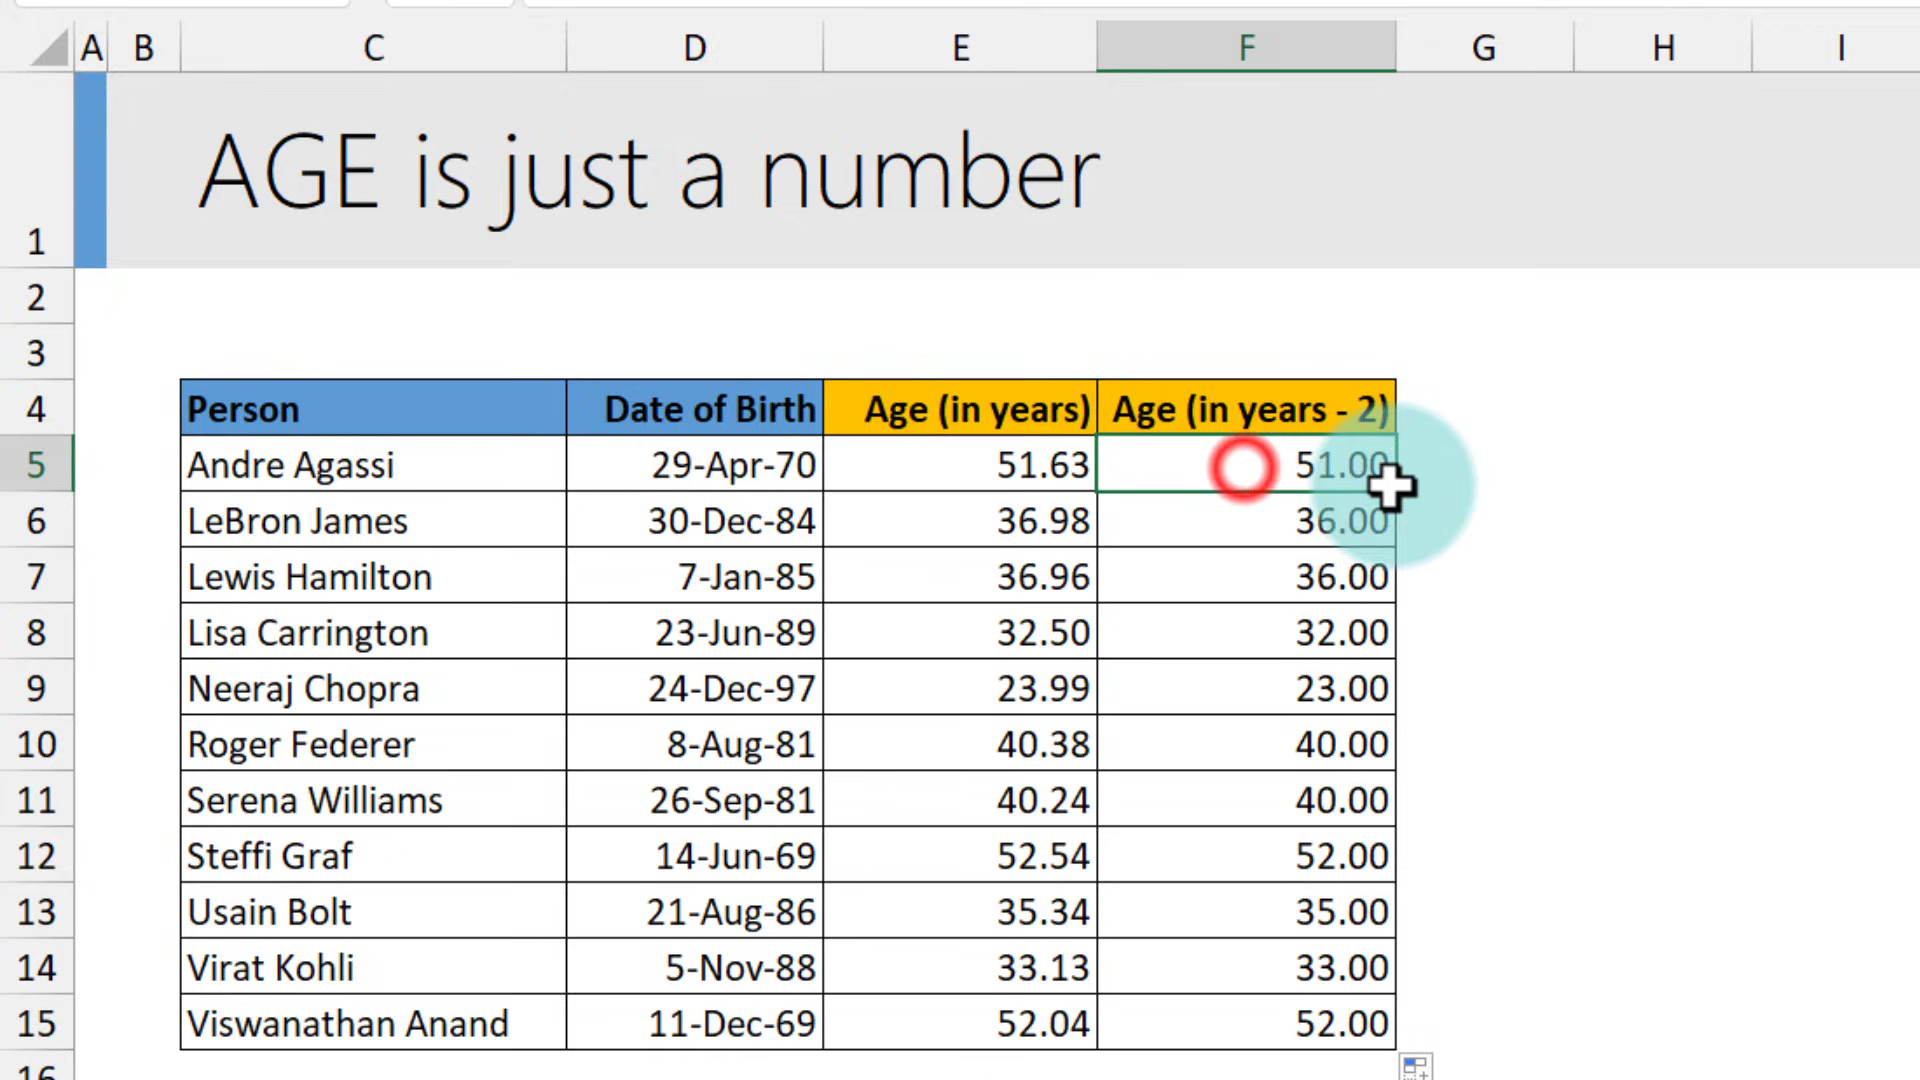 A B C D E F G H I
1 AGE is just a number
2
3
4 Person Date of Birth Age (in years) Age (in years - 2)
5 Andre Agassi 29-Apr-70 51.63 51.00
6 LeBron James 30-Dec-84 36.98 36.00
7 Lewis Hamilton 7-Jan-85 36.96 36.00
8 Lisa Carrington 23-Jun-89 32.50 32.00
9 Neeraj Chopra 24-Dec-97 23.99 23.00
10 Roger Federer 8-Aug-81 40.38 40.00
11 Serena Williams 26-Sep-81 40.24 40.00
12 Steffi Graf 14-Jun-69 52.54 52.00
13 Usain Bolt 21-Aug-86 35.34 35.00
14 Virat Kohli 5-Nov-88 33.13 33.00
15 Viswanathan Anand 11-Dec-69 52.04 52.00
16